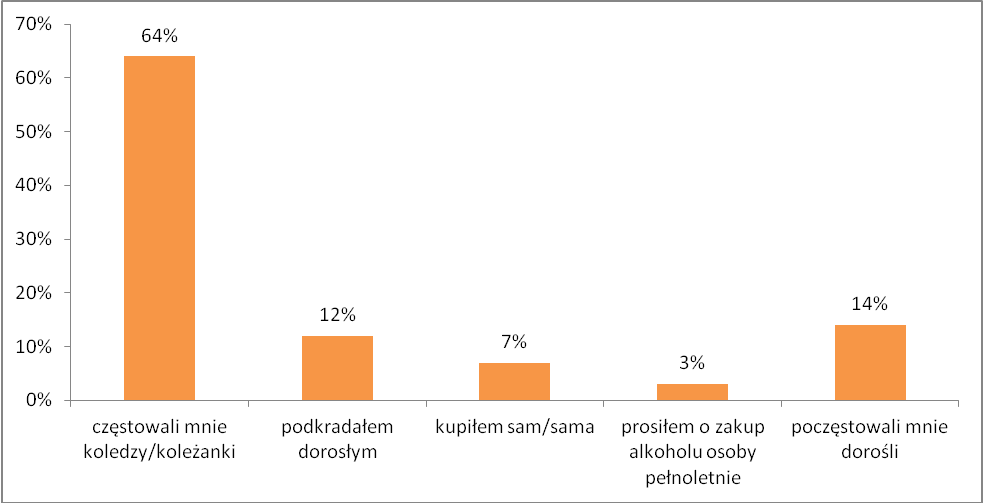 70%
60%
50%
40%
30%
20%
10%
0%
64%
12%
7%
3%
14%
częstowali mnie
koledzy/koleżanki
podkradałem
dorosłym
kupiłem sam/sama
prosiłem o zakup
alkoholu osoby
pełnoletnie
poczęstowali mnie
dorośli